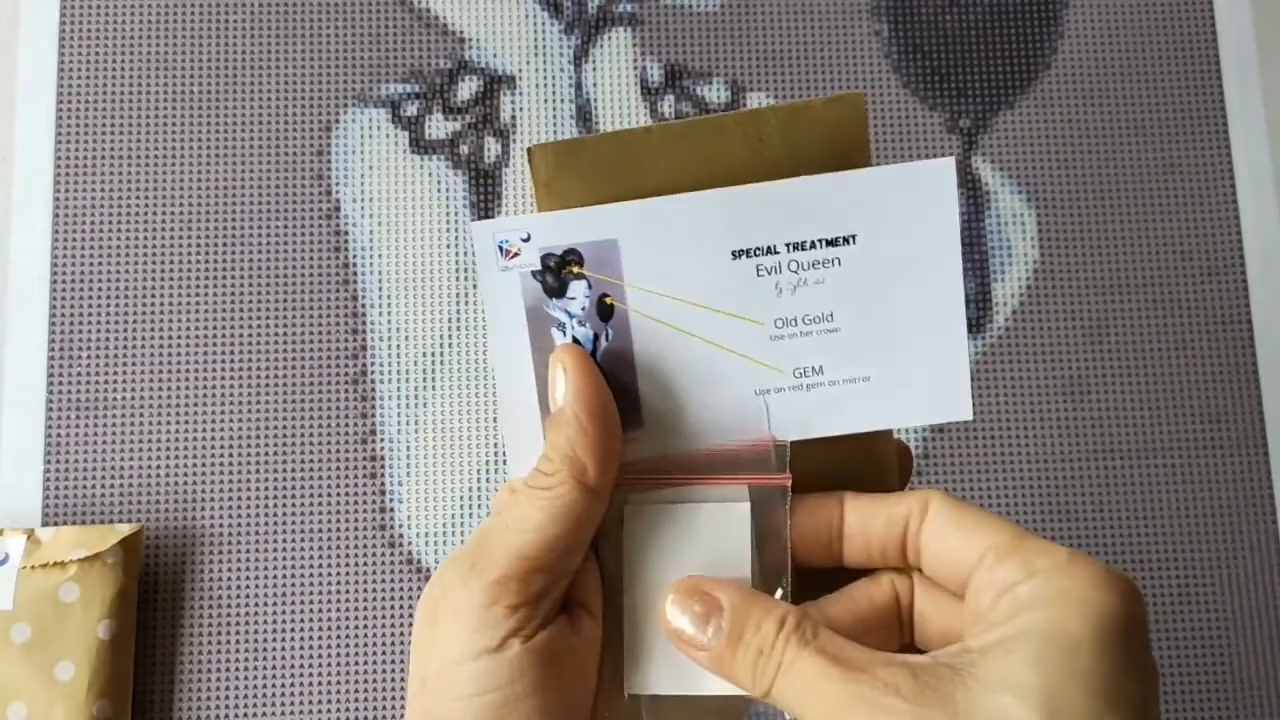 SPECIAL TREATMENT
Evil Queen
Old Gold
Use on her crown
GEM
Use on red gem on mirror